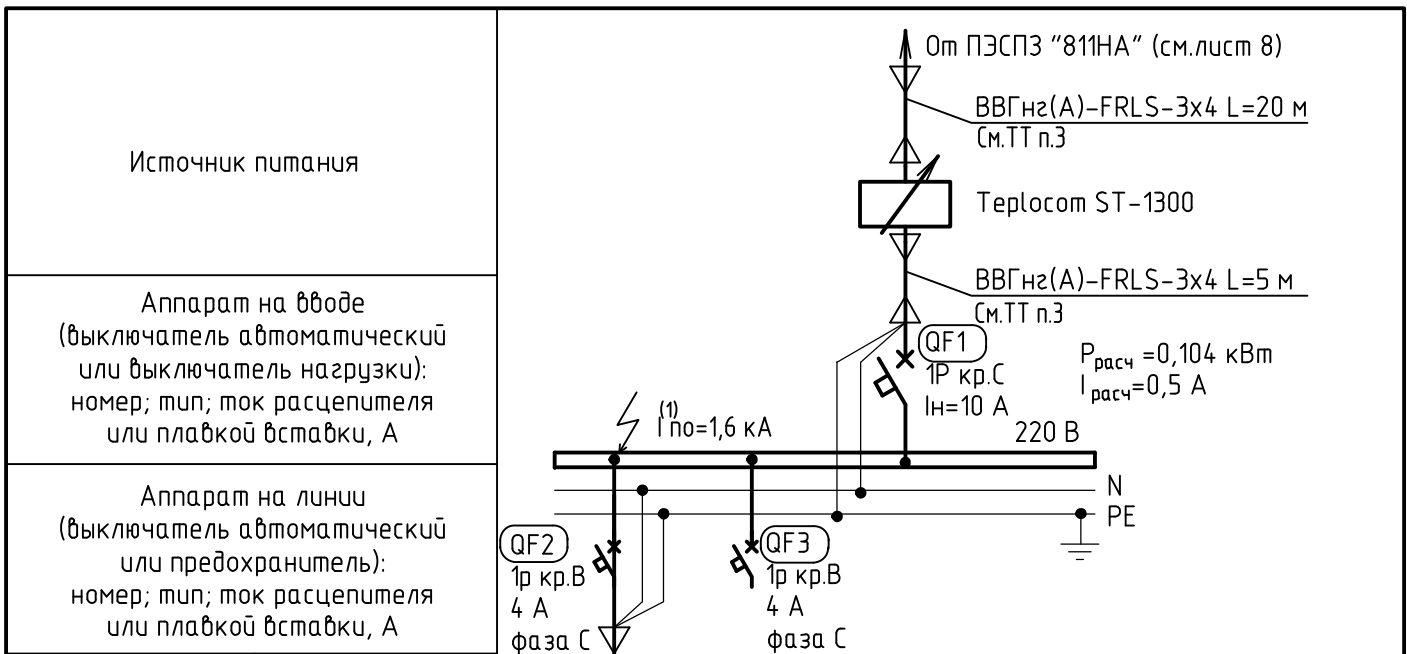 Источник питания
Аппарат на вводе
(выключатель автоматический
или выключатель нагрузки):
номер; тип; ток расцепителя
или плавкой вставки, А
Аппарат на линии
(выключатель автоматический
или предохранитель):
номер; тип; ток расцепителя
или плавкой вставки, А
От ПЭСПЗ "811НА" (см.лист 8)
ВВГнг(А)-FRLS-3х4 L=20 м
См.ТТ п.3
Teplocom ST-1300
ВВГнг(А)-FRLS-3х4 L=5 м
См.ТТ п.3
QF1
1Р кр.С
Iн=10 А
Pрасч =0,104 кВт
I расч=0,5 А
(1)
I по=1,6 кА
220 В
N
PE
QF2
1р кр.В
4 А
фаза С
QF3
1р кр.В
4 А
фаза С